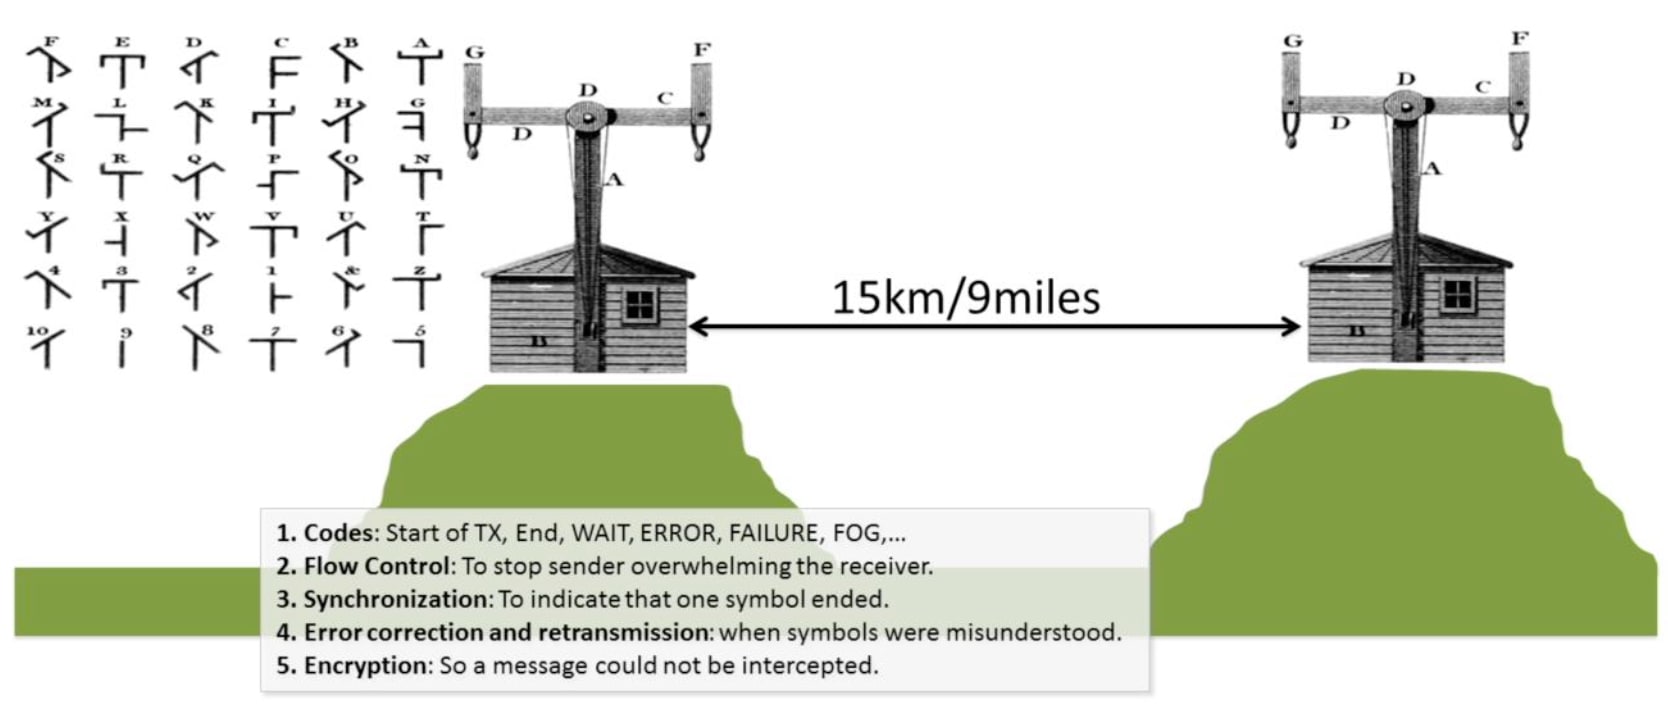 F E D C B A
M L K I H G
S R Q P O N
Y X W V U T
4 3 2 1 & Z
10 9 8 7 6 5
G F
D C
D
A
B
G F
D C
D
A
B
15km/9miles
1. Codes: Start of TX, End, WAIT, ERROR, FAILURE, FOG,...
2. Flow Control: To stop sender overwhelming the receiver.
3. Synchronization: To indicate that one symbol ended.
4. Error correction and retransmission: when symbols were misunderstood.
5. Encryption: So a message could not be intercepted.